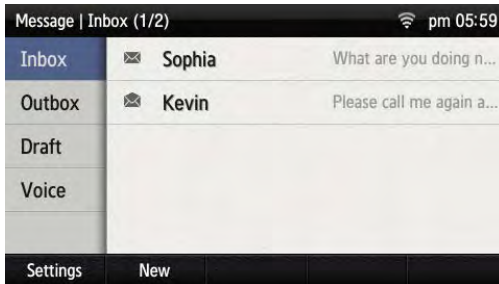 Message | Inbox (1/2) pm 05:59
Inbox
Sophia What are you doing n...
Outbox
Kevin Please call me again a...
Draft
Voice
Settings New